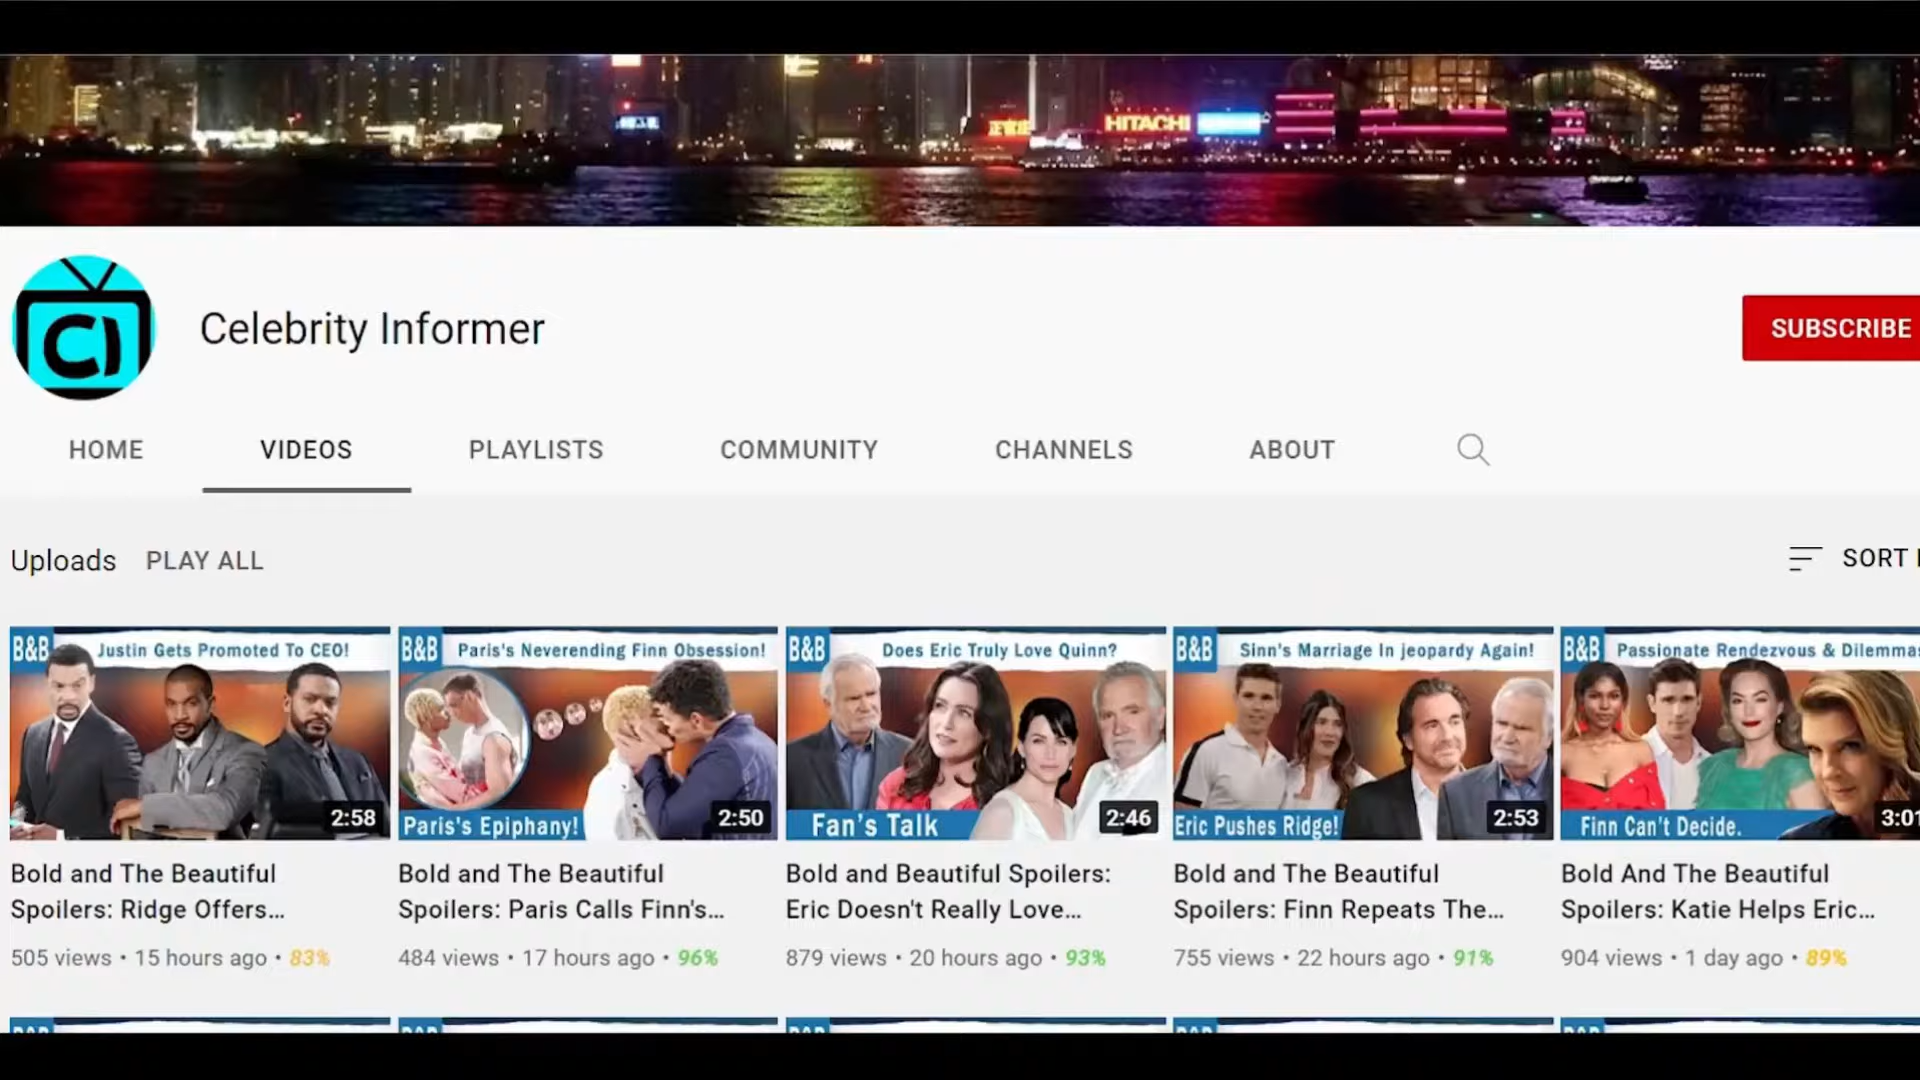 HITACHI
CI
Celebrity Informer
SUBSCRIBE
HOME
VIDEOS
PLAYLISTS
COMMUNITY
CHANNELS
ABOUT
Uploads
PLAY ALL
SORT
B&B
Justin Gets Promoted To CEO!
2:58
B&B
Paris's Neverending Finn Obsession!
Paris's Epiphany!
2:50
B&B
Does Eric Truly Love Quinn?
Fan's Talk
2:46
B&B
Sinn's Marriage In jeopardy Again!
Eric Pushes Ridge!
2:53
B&B
Passionate Rendezvous & Dilemmas
Finn Can't Decide.
3:01
Bold and The Beautiful
Spoilers: Ridge Offers...
505 views • 15 hours ago • 83%
Bold and The Beautiful
Spoilers: Paris Calls Finn's...
484 views • 17 hours ago • 96%
Bold and Beautiful Spoilers:
Eric Doesn't Really Love...
879 views • 20 hours ago • 93%
Bold and The Beautiful
Spoilers: Finn Repeats The...
755 views • 22 hours ago • 91%
Bold And The Beautiful
Spoilers: Katie Helps Eric...
904 views • 1 day ago • 89%